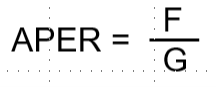 APER = F
G